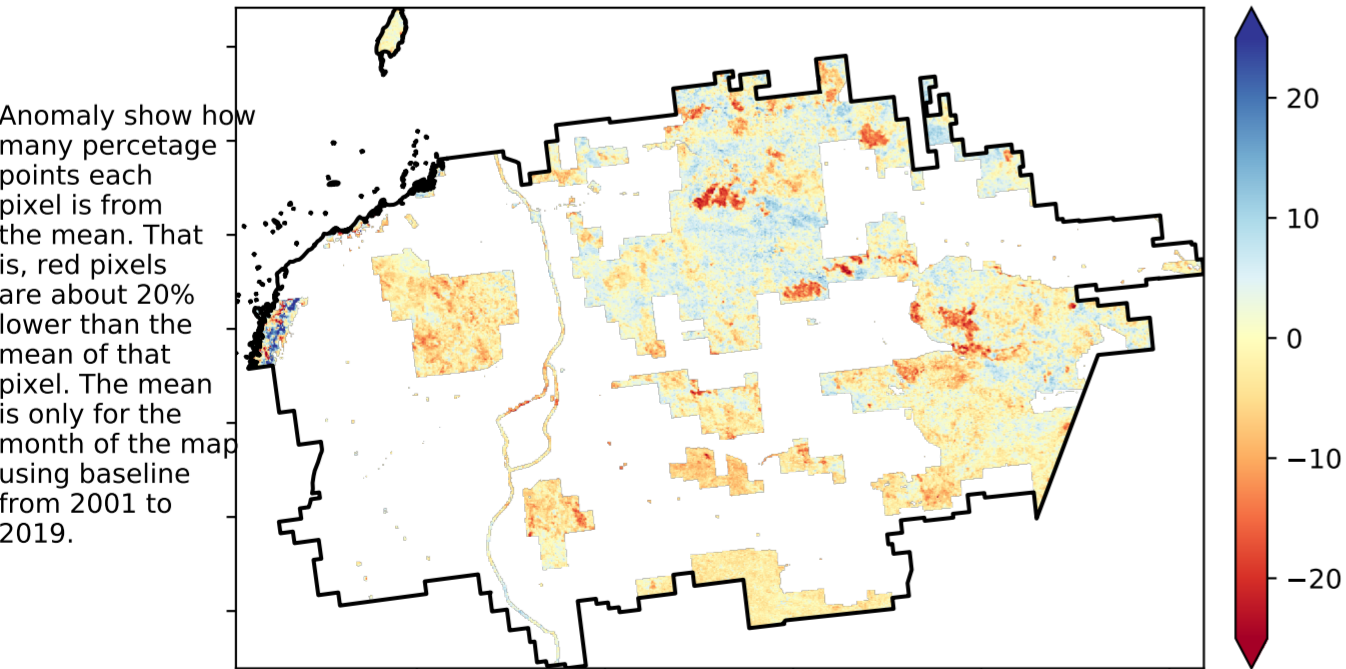 Anomaly show how
many percetage
points each
pixel is from
the mean. That
is, red pixels
are about 20%
lower than the
mean of that
pixel. The mean
is only for the
month of the map
using baseline
from 2001 to
2019.
20
10
0
−10
−20